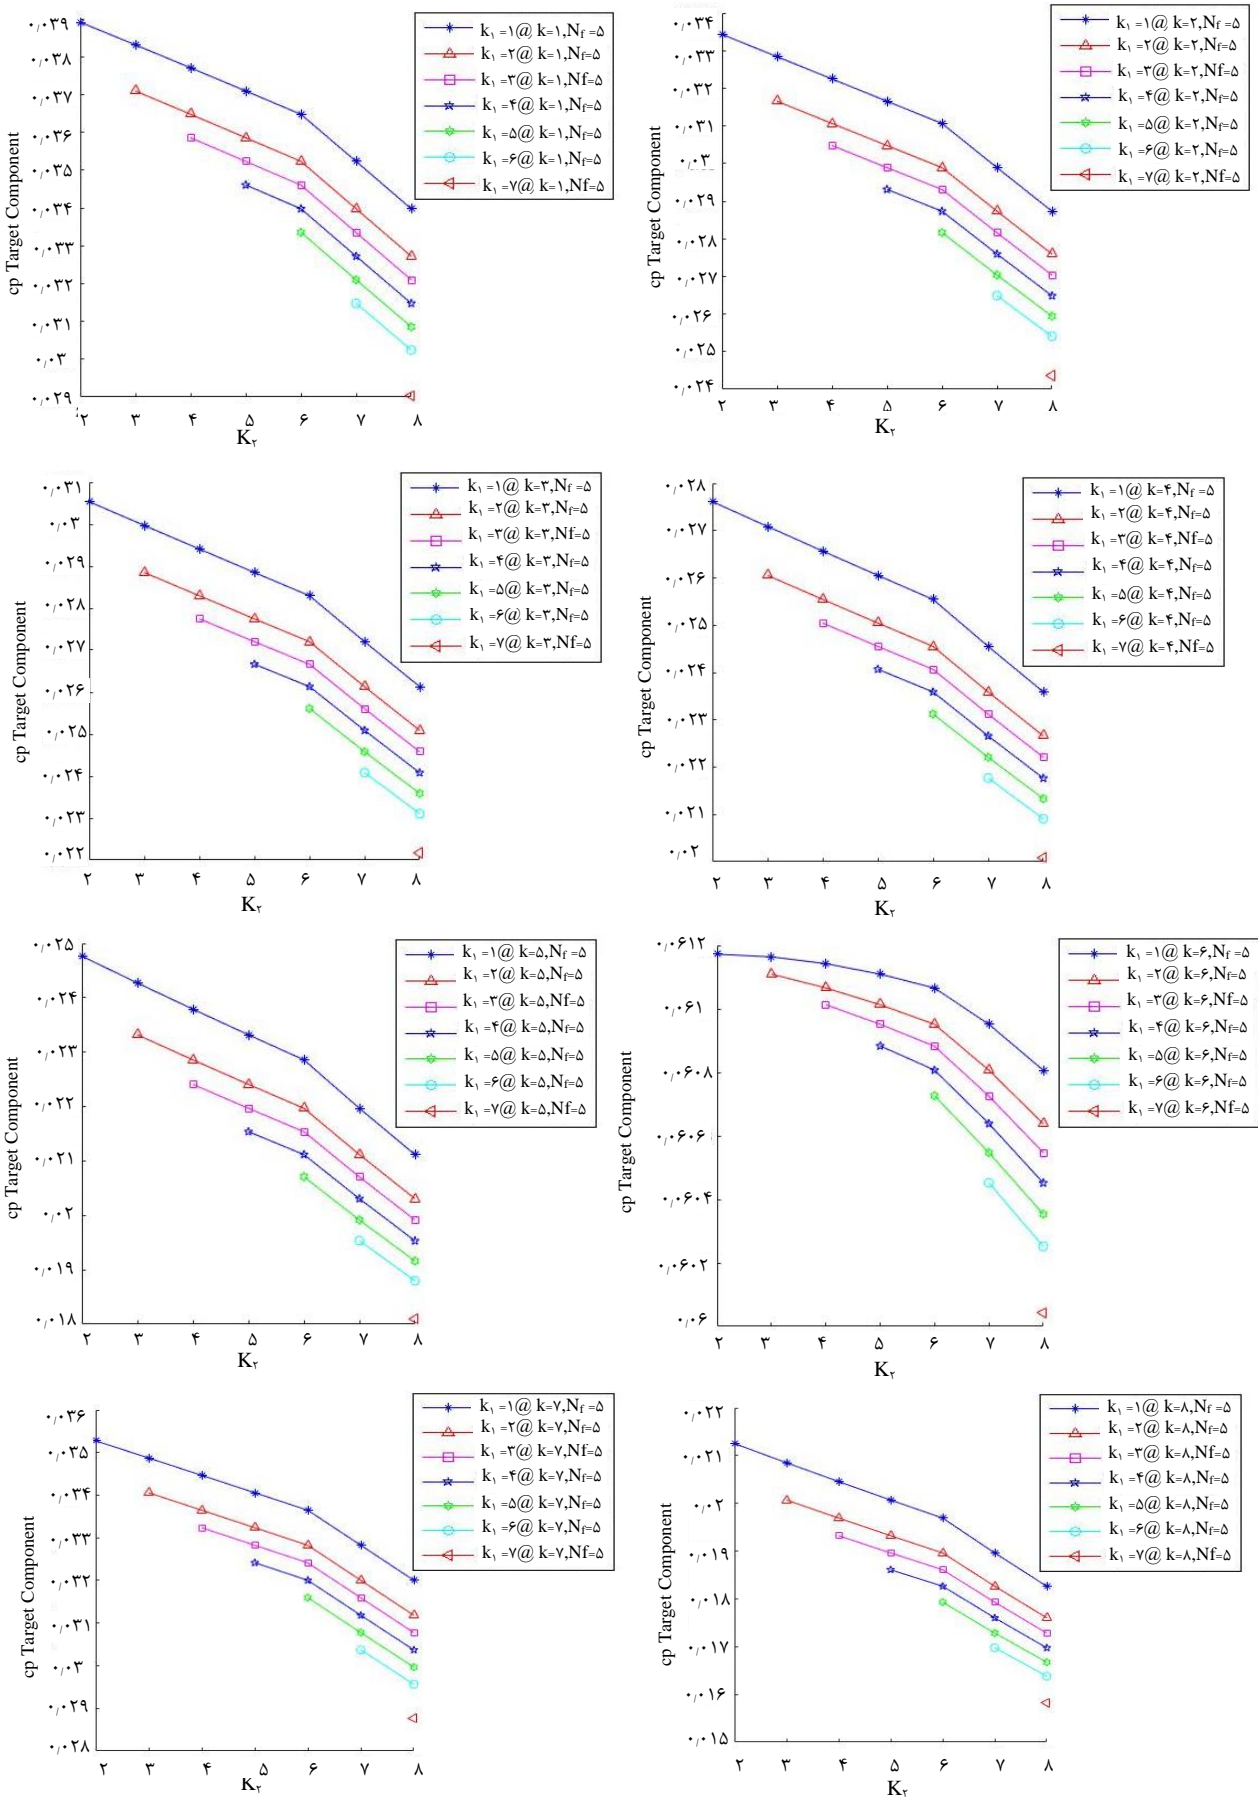 ۰٫۰۳۹
۰٫۰۳۸
۰٫۰۳۷
۰٫۰۳۶
۰٫۰۳۵
۰٫۰۳۴
۰٫۰۳۳
۰٫۰۳۲
۰٫۰۳۱
۰٫۰۳
۰٫۰۲۹
cp Target Component
۲ ۳ ۴ ۵ ۶ ۷ ۸
K۲
k۱ =۱@ k=۱,Nf =۵
k۱ =۲@ k=۱,Nf=۵
k۱ =۳@ k=۱,Nf=۵
k۱ =۴@ k=۱,Nf=۵
k۱ =۵@ k=۱,Nf=۵
k۱ =۶@ k=۱,Nf=۵
k۱ =۷@ k=۱,Nf=۵
۰٫۰۳۴
۰٫۰۳۳
۰٫۰۳۲
۰٫۰۳۱
۰٫۰۳
۰٫۰۲۹
۰٫۰۲۸
۰٫۰۲۷
۰٫۰۲۶
۰٫۰۲۵
۰٫۰۲۴
cp Target Component
۲ ۳ ۴ ۵ ۶ ۷ ۸
K۲
k۱ =۱@ k=۲,Nf =۵
k۱ =۲@ k=۲,Nf=۵
k۱ =۳@ k=۲,Nf=۵
k۱ =۴@ k=۲,Nf=۵
k۱ =۵@ k=۲,Nf=۵
k۱ =۶@ k=۲,Nf=۵
k۱ =۷@ k=۲,Nf=۵
۰٫۰۳۱
۰٫۰۳
۰٫۰۲۹
۰٫۰۲۸
۰٫۰۲۷
۰٫۰۲۶
۰٫۰۲۵
۰٫۰۲۴
۰٫۰۲۳
۰٫۰۲۲
cp Target Component
۲ ۳ ۴ ۵ ۶ ۷ ۸
K۲
k۱ =۱@ k=۳,Nf =۵
k۱ =۲@ k=۳,Nf=۵
k۱ =۳@ k=۳,Nf=۵
k۱ =۴@ k=۳,Nf=۵
k۱ =۵@ k=۳,Nf=۵
k۱ =۶@ k=۳,Nf=۵
k۱ =۷@ k=۳,Nf=۵
۰٫۰۲۸
۰٫۰۲۷
۰٫۰۲۶
۰٫۰۲۵
۰٫۰۲۴
۰٫۰۲۳
۰٫۰۲۲
۰٫۰۲۱
۰٫۰۲
cp Target Component
۲ ۳ ۴ ۵ ۶ ۷ ۸
K۲
k۱ =۱@ k=۴,Nf =۵
k۱ =۲@ k=۴,Nf=۵
k۱ =۳@ k=۴,Nf=۵
k۱ =۴@ k=۴,Nf=۵
k۱ =۵@ k=۴,Nf=۵
k۱ =۶@ k=۴,Nf=۵
k۱ =۷@ k=۴,Nf=۵
۰٫۰۲۵
۰٫۰۲۴
۰٫۰۲۳
۰٫۰۲۲
۰٫۰۲۱
۰٫۰۲
۰٫۰۱۹
۰٫۰۱۸
cp Target Component
۲ ۳ ۴ ۵ ۶ ۷ ۸
K۲
k۱ =۱@ k=۵,Nf =۵
k۱ =۲@ k=۵,Nf=۵
k۱ =۳@ k=۵,Nf=۵
k۱ =۴@ k=۵,Nf=۵
k۱ =۵@ k=۵,Nf=۵
k۱ =۶@ k=۵,Nf=۵
k۱ =۷@ k=۵,Nf=۵
۰٫۰۶۱۲
۰٫۰۶۱
۰٫۰۶۰۸
۰٫۰۶۰۶
۰٫۰۶۰۴
۰٫۰۶۰۲
۰٫۰۶
cp Target Component
۲ ۳ ۴ ۵ ۶ ۷ ۸
K۲
k۱ =۱@ k=۶,Nf =۵
k۱ =۲@ k=۶,Nf=۵
k۱ =۳@ k=۶,Nf=۵
k۱ =۴@ k=۶,Nf=۵
k۱ =۵@ k=۶,Nf=۵
k۱ =۶@ k=۶,Nf=۵
k۱ =۷@ k=۶,Nf=۵
۰٫۰۳۶
۰٫۰۳۵
۰٫۰۳۴
۰٫۰۳۳
۰٫۰۳۲
۰٫۰۳۱
۰٫۰۳
۰٫۰۲۹
۰٫۰۲۸
cp Target Component
۲ ۳ ۴ ۵ ۶ ۷ ۸
K۲
k۱ =۱@ k=۷,Nf =۵
k۱ =۲@ k=۷,Nf=۵
k۱ =۳@ k=۷,Nf=۵
k۱ =۴@ k=۷,Nf=۵
k۱ =۵@ k=۷,Nf=۵
k۱ =۶@ k=۷,Nf=۵
k۱ =۷@ k=۷,Nf=۵
۰٫۰۲۲
۰٫۰۲۱
۰٫۰۲
۰٫۰۱۹
۰٫۰۱۸
۰٫۰۱۷
۰٫۰۱۶
۰٫۰۱۵
cp Target Component
۲ ۳ ۴ ۵ ۶ ۷ ۸
K۲
k۱ =۱@ k=۸,Nf =۵
k۱ =۲@ k=۸,Nf=۵
k۱ =۳@ k=۸,Nf=۵
k۱ =۴@ k=۸,Nf=۵
k۱ =۵@ k=۸,Nf=۵
k۱ =۶@ k=۸,Nf=۵
k۱ =۷@ k=۸,Nf=۵